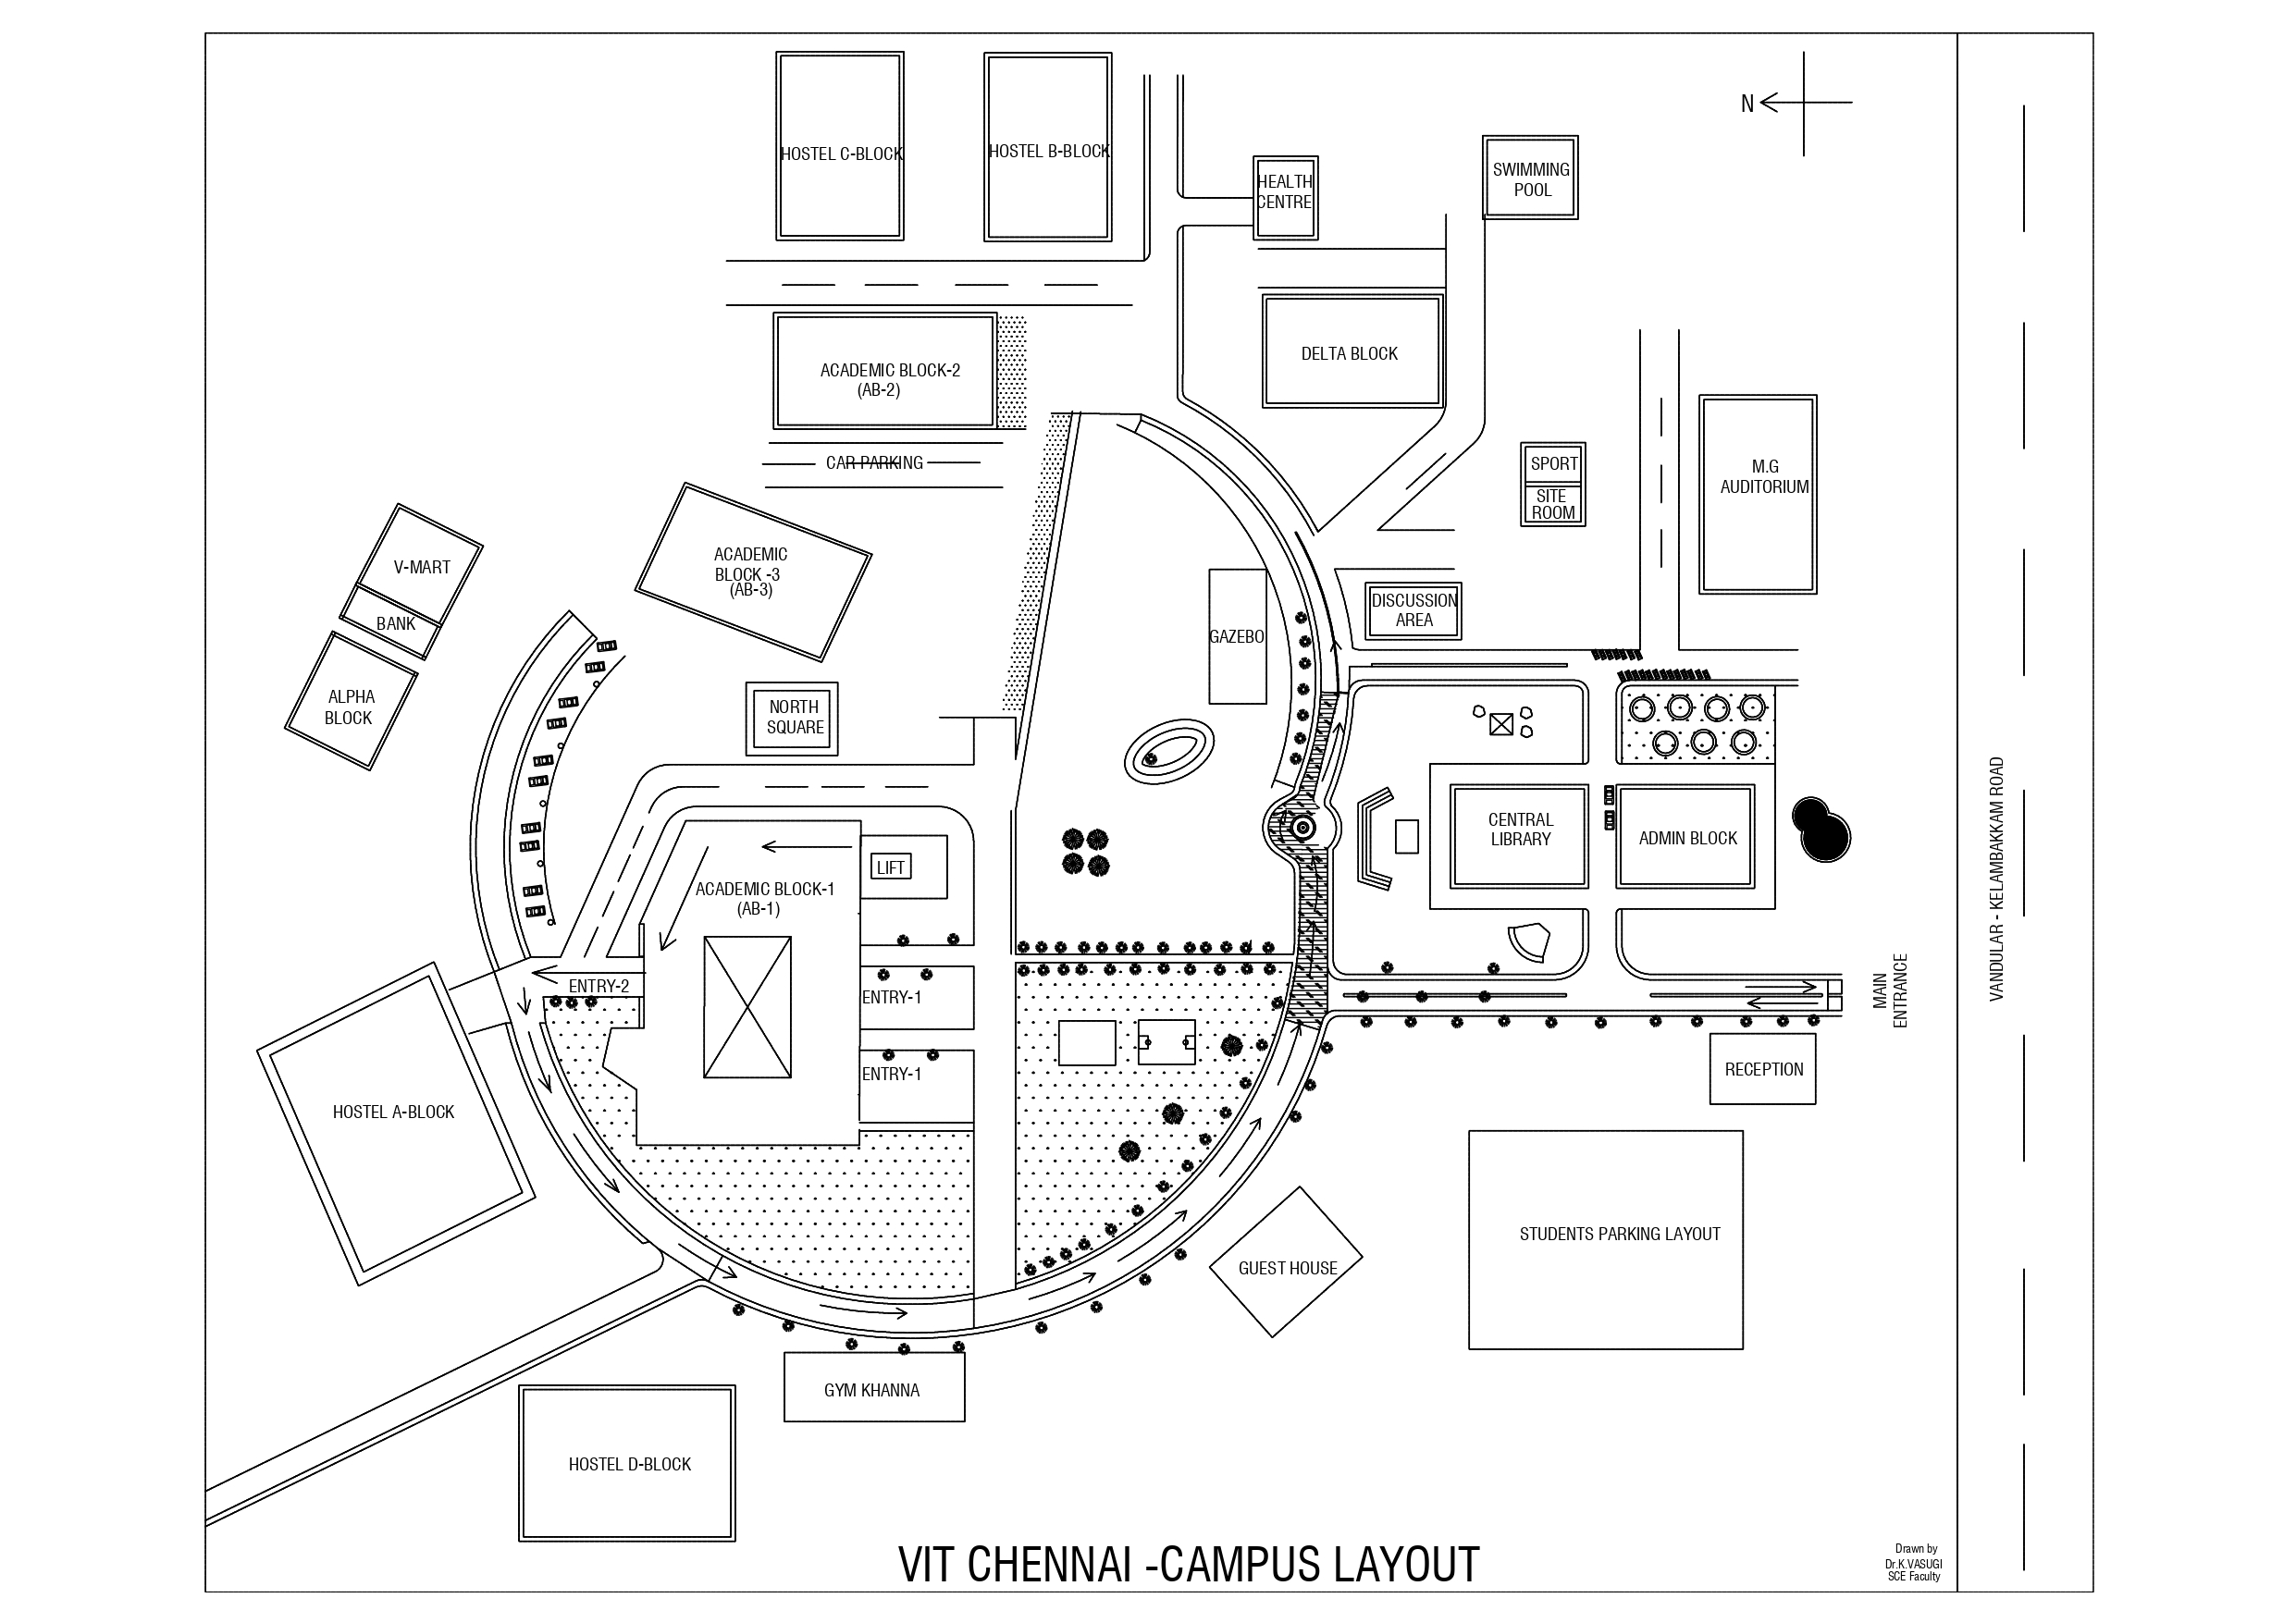 N
HOSTEL C-BLOCK
HOSTEL B-BLOCK
HEALTH
CENTRE
SWIMMING
POOL
ACADEMIC BLOCK-2
(AB-2)
DELTA BLOCK
CAR PARKING
SPORT
SITE
ROOM
M.G
AUDITORIUM
V-MART
BANK
ALPHA
BLOCK
ACADEMIC
BLOCK -3
(AB-3)
NORTH
SQUARE
GAZEBO
DISCUSSION
AREA
CENTRAL
LIBRARY
ADMIN BLOCK
VANDULAR - KELAMBAKKAM ROAD
LIFT
ACADEMIC BLOCK-1
(AB-1)
ENTRY-2
ENTRY-1
ENTRY-1
MAIN
ENTRANCE
RECEPTION
HOSTEL A-BLOCK
STUDENTS PARKING LAYOUT
GUEST HOUSE
GYM KHANNA
HOSTEL D-BLOCK
VIT CHENNAI -CAMPUS LAYOUT
Drawn by
Dr.K.VASUGI
SCE Faculty